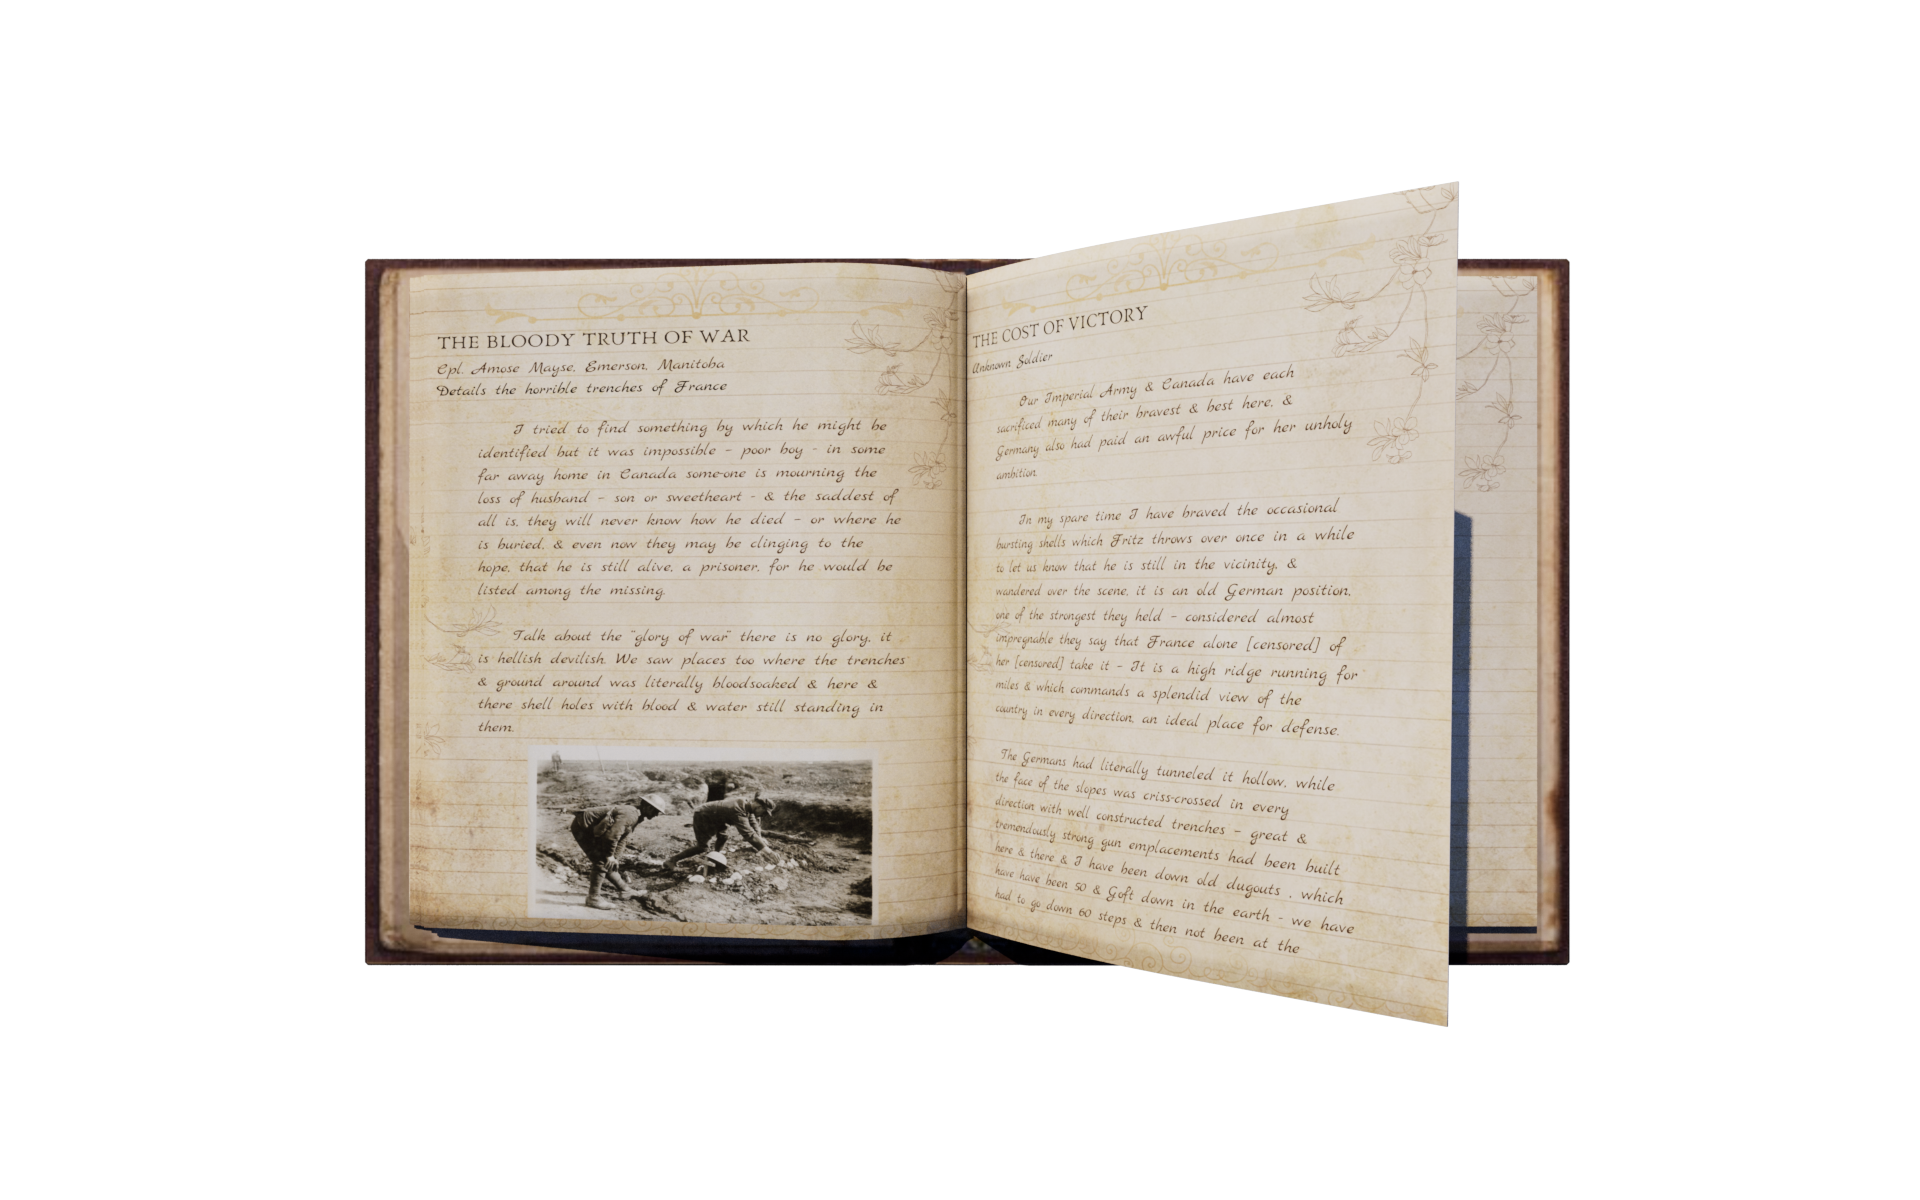 THE BLOODY TRUTH OF WAR
Cpl. Amose Mayse, Emerson, Manitoba
Details the horrible trenches of France
I tried to find something by which he might be
identified but it was impossible – poor boy - in some
far away home in Canada some-one is mourning the
loss of husband – son or sweetheart - & the saddest of
all is, they will never know how he died – or where he
is buried, & even now they may be clinging to the
hope, that he is still alive, a prisoner, for he would be
listed among the missing.
Talk about the "glory of war" there is no glory, it
is hellish devilish. We saw places too where the trenches
& ground around was literally bloodsoaked & here &
there shell holes with blood & water still standing in
them.
THE COST OF VICTORY
Unknown Soldier
Our Imperial Army & Canada have each
sacrificed many of their bravest & best here, &
Germany also had paid an awful price for her unholy
ambition.
In my spare time I have braved the occasional
bursting shells which Fritz throws over once in a while
to let us know that he is still in the vicinity, &
wandered over the scene, it is an old German position,
one of the strongest they held – considered almost
impregnable they say that France alone [censored] of
her [censored] take it – It is a high ridge running for
miles & which commands a splendid view of the
country in every direction, an ideal place for defense.
The Germans had literally tunneled it hollow, while
the face of the slopes was criss-crossed in every
direction with well constructed trenches – great &
tremendously strong gun emplacements had been built
here & there & I have been down old dugouts , which
have have been 50 & 60ft down in the earth - we have
had to go down 60 steps & then not been at the